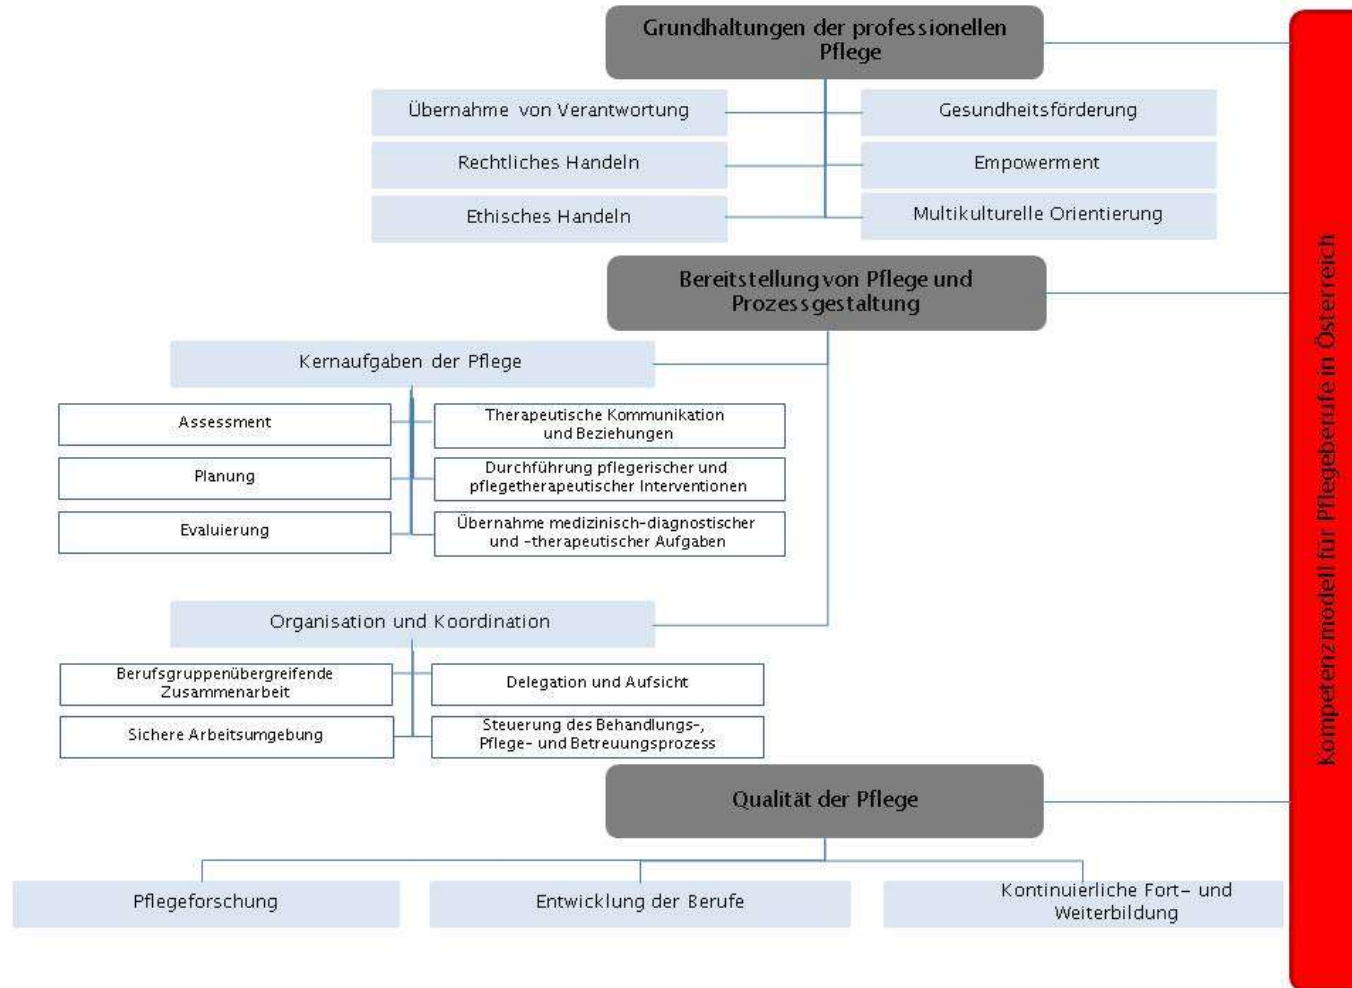 Grundhaltungen der professionellen
Pflege
Übernahme von Verantwortung
Gesundheitsförderung
Rechtliches Handeln
Empowerment
Ethisches Handeln
Multikulturelle Orientierung
Bereitstellung von Pflege und
Prozessgestaltung
Kernaufgaben der Pflege
Assessment
Therapeutische Kommunikation
und Beziehungen
Planung
Durchführung pflegerischer und
pflegetherapeutischer Interventionen
Evaluierung
Übernahme medizinisch-diagnostischer
und -therapeutischer Aufgaben
Organisation und Koordination
Berufsgruppenübergreifende
Zusammenarbeit
Delegation und Aufsicht
Sichere Arbeitsumgebung
Steuerung des Behandlungs-,
Pflege- und Betreuungsprozess
Qualität der Pflege
Pflegeforschung
Entwicklung der Berufe
Kontinuierliche Fort- und
Weiterbildung
Kompetenzmodell für Pflegeberufe in Österreich